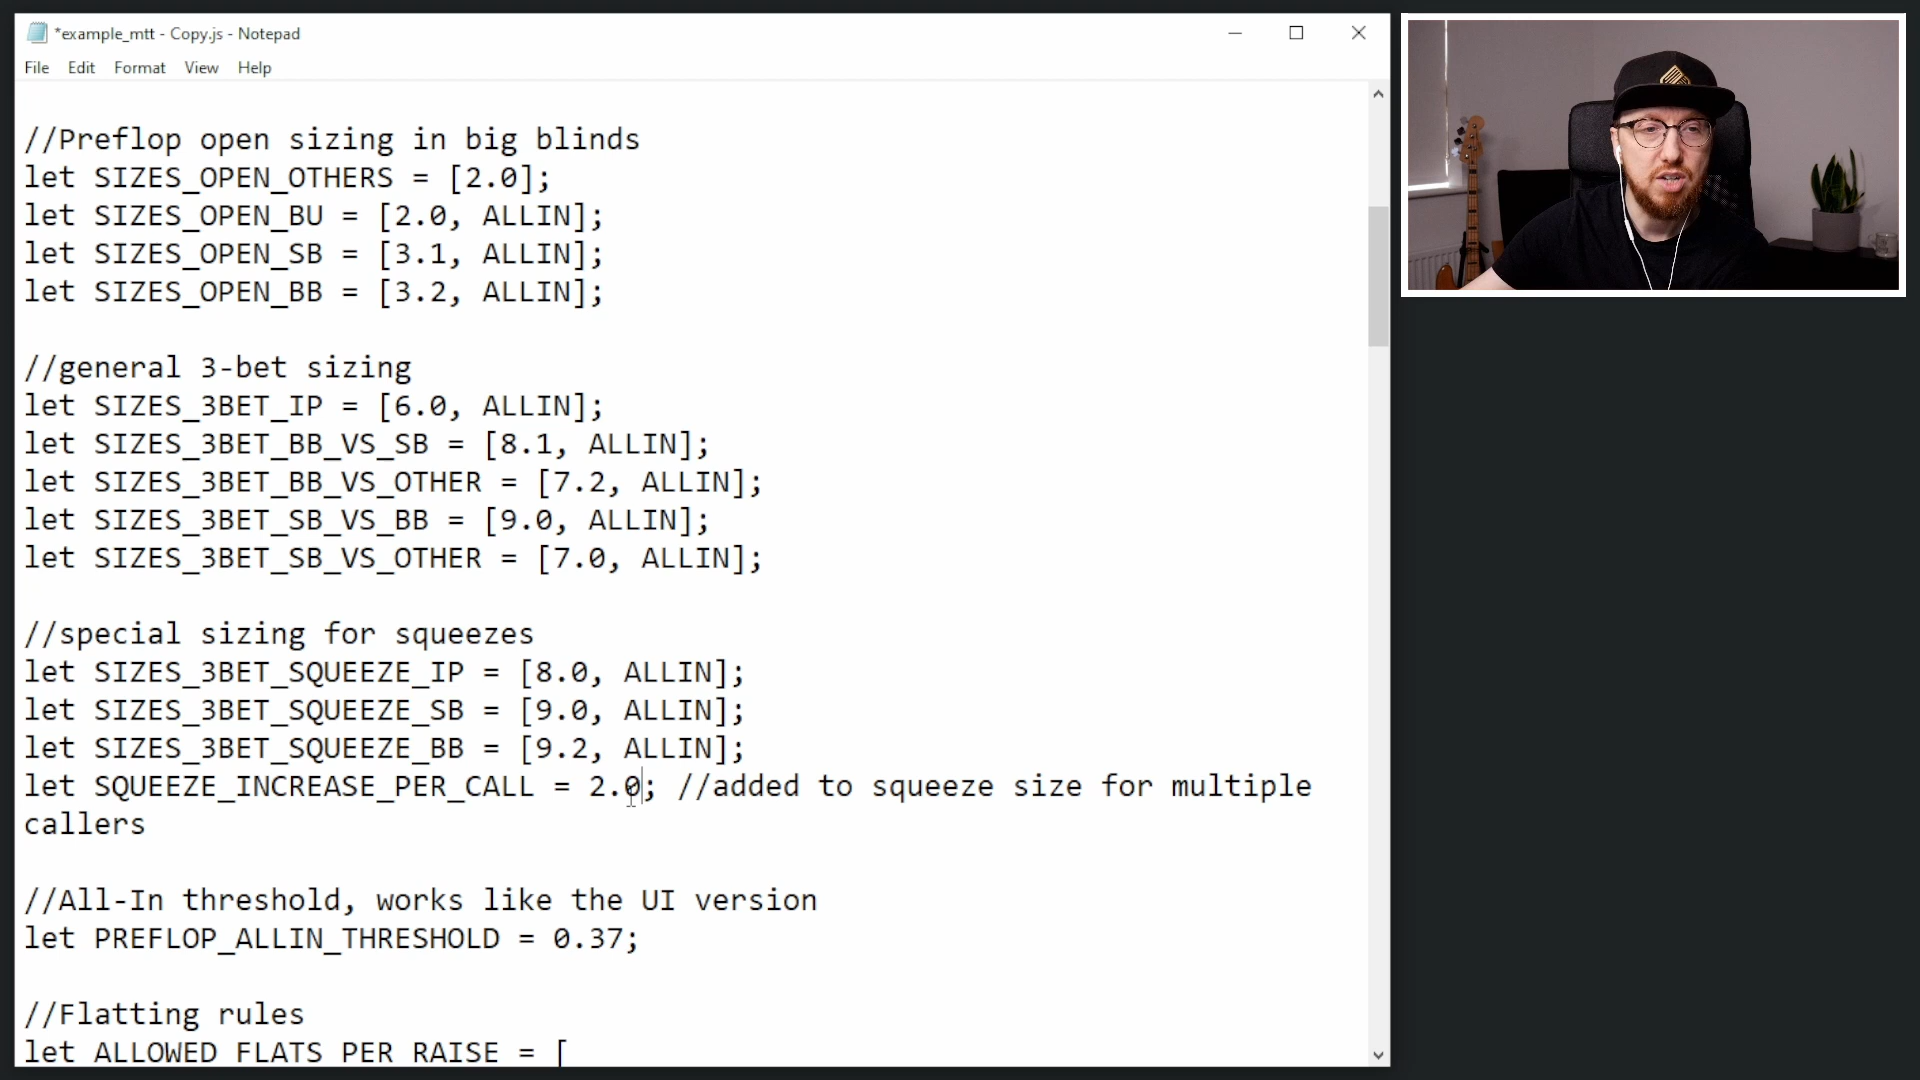 *example_mtt - Copy.js - Notepad
File Edit Format View Help
//Preflop open sizing in big blinds
let SIZES_OPEN_OTHERS = [2.0];
let SIZES_OPEN_BU = [2.0, ALLIN];
let SIZES_OPEN_SB = [3.1, ALLIN];
let SIZES_OPEN_BB = [3.2, ALLIN];
//general 3-bet sizing
let SIZES_3BET_IP = [6.0, ALLIN];
let SIZES_3BET_BB_VS_SB = [8.1, ALLIN];
let SIZES_3BET_BB_VS_OTHER = [7.2, ALLIN];
let SIZES_3BET_SB_VS_BB = [9.0, ALLIN];
let SIZES_3BET_SB_VS_OTHER = [7.0, ALLIN];
//special sizing for squeezes
let SIZES_3BET_SQUEEZE_IP = [8.0, ALLIN];
let SIZES_3BET_SQUEEZE_SB = [9.0, ALLIN];
let SIZES_3BET_SQUEEZE_BB = [9.2, ALLIN];
let SQUEEZE_INCREASE_PER_CALL = 2.0; //added to squeeze size for multiple
callers
//All-In threshold, works like the UI version
let PREFLOP_ALLIN_THRESHOLD = 0.37;
//Flatting rules
let ALLOWED_FLATS_PER_RAISE = [